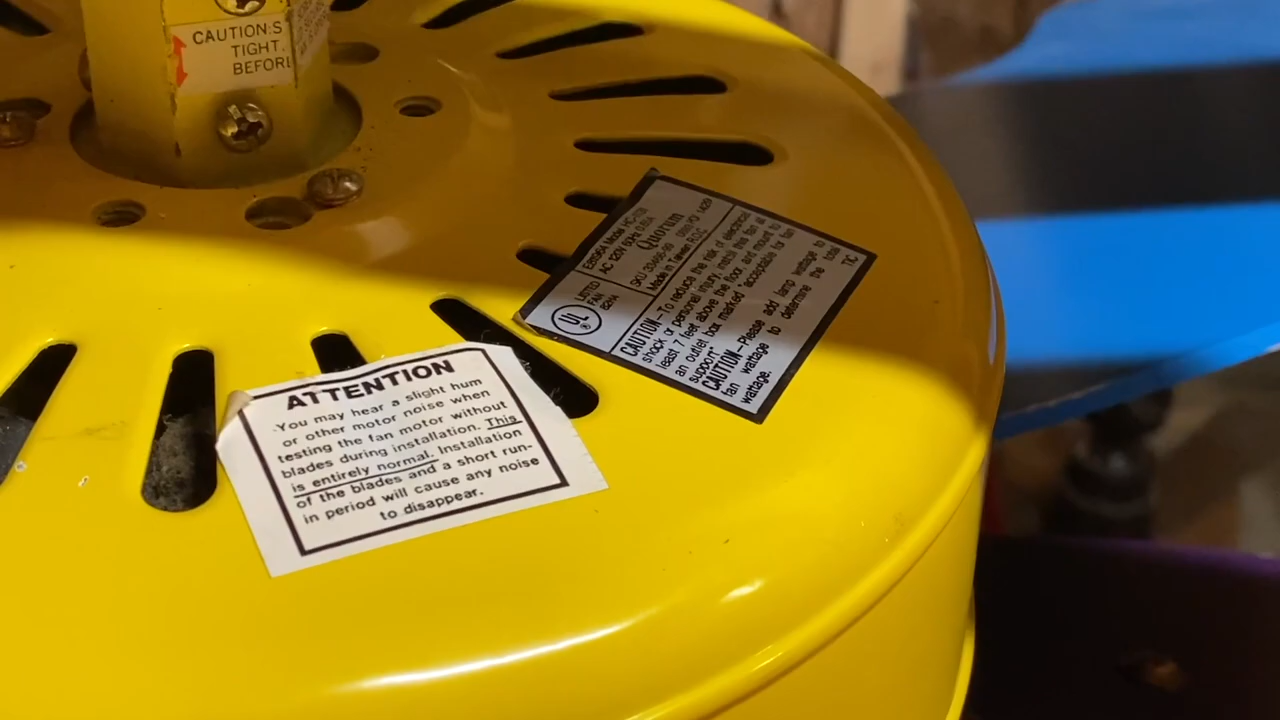 CAUTION:S
TIGHT.
BEFOR
LISTED
FAN
UL
AC 120V 60Hz
Quorum
Made in Taiwan R.O.C
CAUTION–To reduce the risk of electrical
shock or personal injury, install this fan at
least 7 feet above the floor and mount to
an outlet box marked "acceptable for fan
support"
CAUTION–Please add lamp wattage to
fan wattage to determine the total
wattage.
TIC
ATTENTION
You may hear a slight hum
or other motor noise when
testing the fan motor without
blades during installation. This
is entirely normal. Installation
of the blades and a short run-
in period will cause any noise
to disappear.